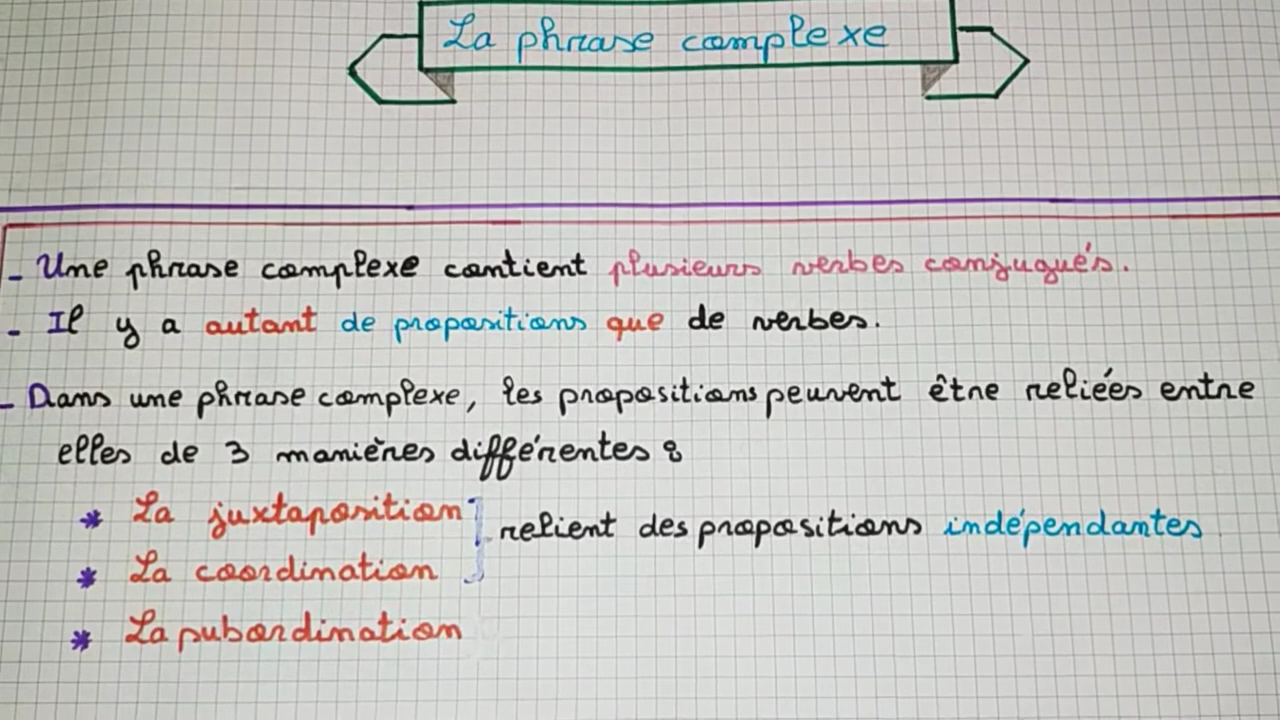 La phrase complexe
- Une phrase complexe contient plusieurs verbes conjugués.
- Il y a autant de propositions que de verbes.
- Dans une phrase complexe, les propositions peuvent être reliées entre
elles de 3 manières différentes :
* La juxtaposition
relient des propositions indépendantes
* La coordination
* La subordination